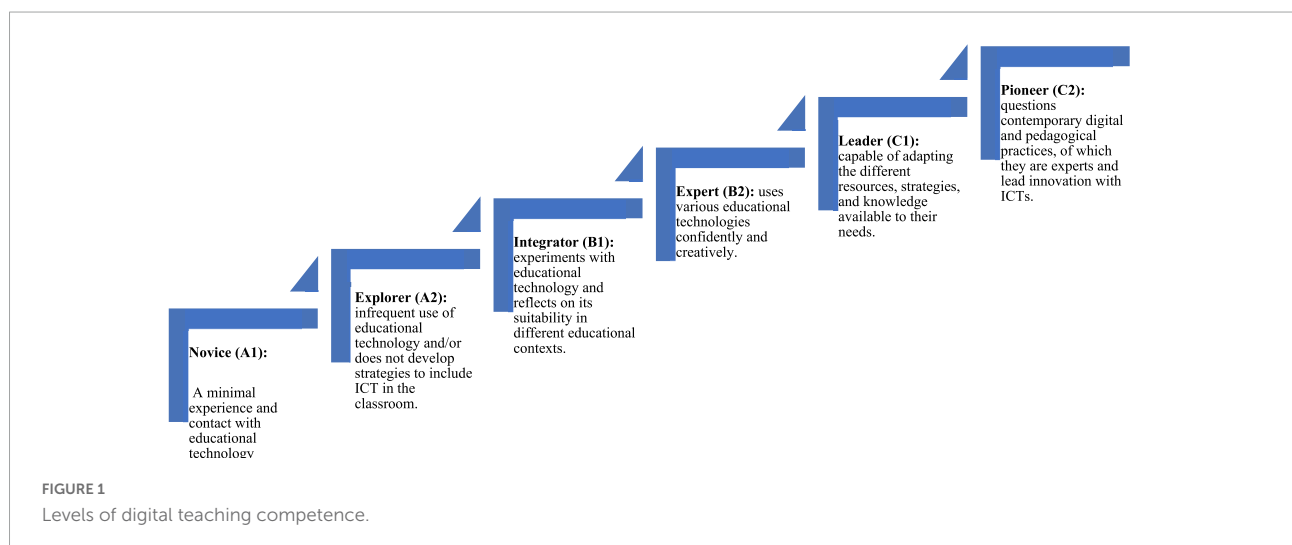 Novice (A1):
A minimal
experience and
contact with
educational
technology
Explorer (A2):
infrequent use of
educational
technology and/or
does not develop
strategies to include
ICT in the
classroom.
Integrator (B1):
experiments with
educational
technology and
reflects on its
suitability in
different educational
contexts.
Expert (B2): uses
various educational
technologies
confidently and
creatively.
Leader (C1):
capable of adapting
the different
resources, strategies,
and knowledge
available to their
needs.
Pioneer (C2):
questions
contemporary digital
and pedagogical
practices, of which
they are experts and
lead innovation with
ICTs.
FIGURE 1
Levels of digital teaching competence.